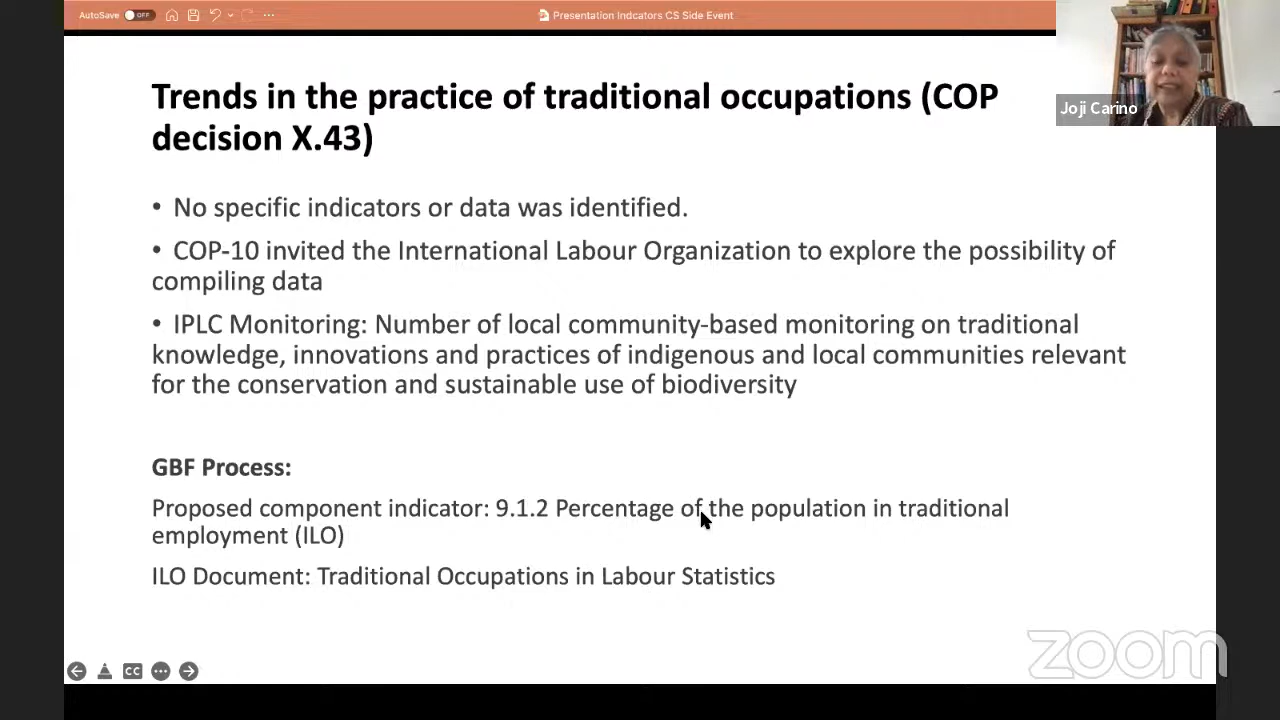 AutoSave OFF
Presentation Indcators CS Side Event
Joji Carino
Trends in the practice of traditional occupations (COP
decision X.43)
• No specific indicators or data was identified.
• COP-10 invited the International Labour Organization to explore the possibility of
compiling data
• IPLC Monitoring: Number of local community-based monitoring on traditional
knowledge, innovations and practices of indigenous and local communities relevant
for the conservation and sustainable use of biodiversity
GBF Process:
Proposed component indicator: 9.1.2 Percentage of the population in traditional
employment (ILO)
ILO Document: Traditional Occupations in Labour Statistics
CC
zoom